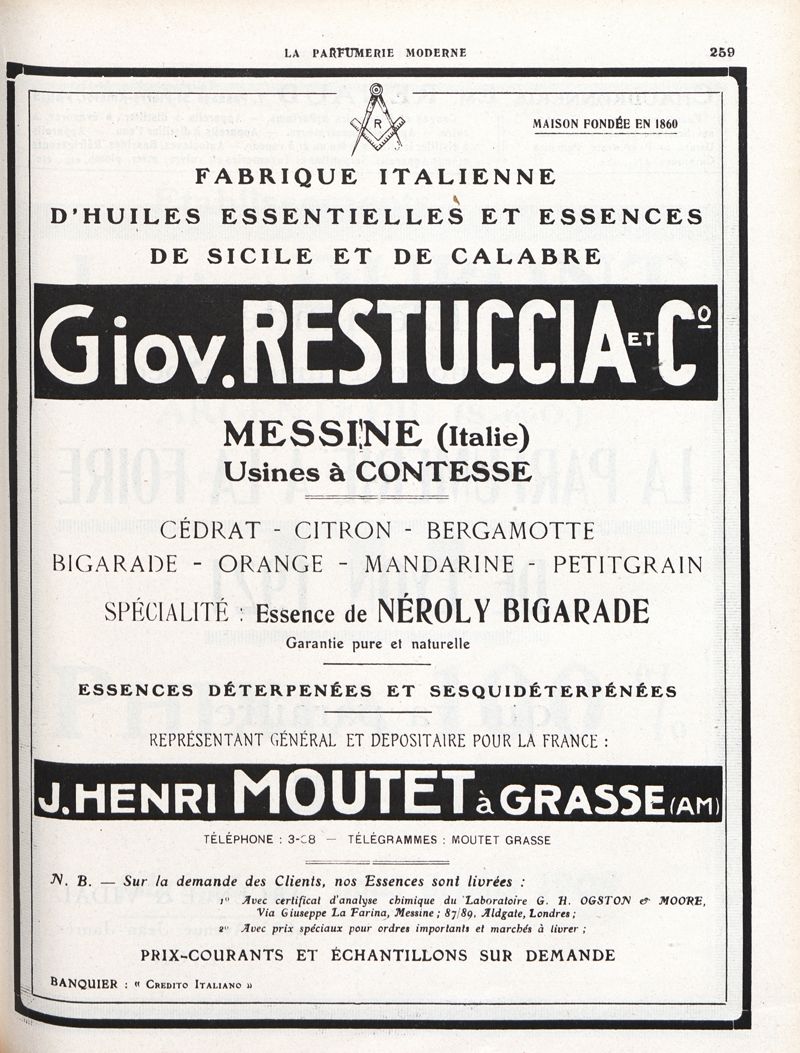 LA PARFUMERIE MODERNE 259
R
MAISON FONDÉE EN 1860
FABRIQUE ITALIENNE
D'HUILES ESSENTIELLES ET ESSENCES
DE SICILE ET DE CALABRE
Giov. RESTUCCIA ET Cº
MESSINE (Italie)
Usines à CONTESSE
CÉDRAT - CITRON - BERGAMOTTE
BIGARADE - ORANGE - MANDARINE - PETITGRAIN
SPÉCIALITÉ : Essence de NÉROLY BIGARADE
Garantie pure et naturelle
ESSENCES DÉTERPENÉES ET SESQUIDÉTERPÉNÉES
REPRÉSENTANT GÉNÉRAL ET DEPOSITAIRE POUR LA FRANCE :
J. HENRI MOUTET à GRASSE (AM)
TÉLÉPHONE : 3-28 — TÉLÉGRAMMES : MOUTET GRASSE
N. B. — Sur la demande des Clients, nos Essences sont livrées :
1º Avec certificat d'analyse chimique du Laboratoire G. H. OGSTON & MOORE,
Via Giuseppe La Farina, Messine ; 87/89, Aldgate, Londres ;
2º Avec prix spéciaux pour ordres importants et marchés à livrer ;
PRIX-COURANTS ET ÉCHANTILLONS SUR DEMANDE
BANQUIER : « CREDITO ITALIANO »